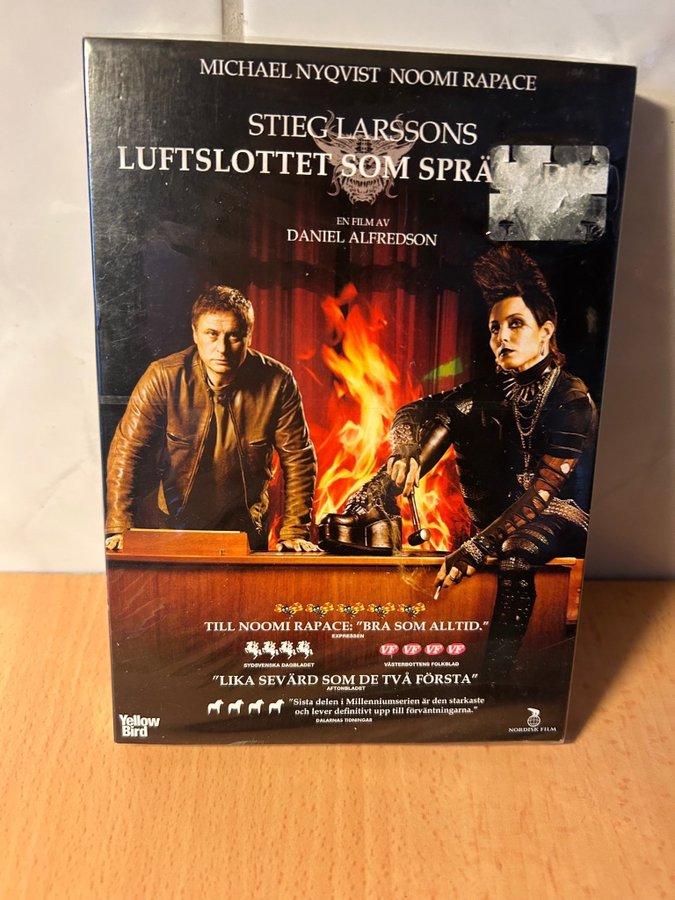 MICHAEL NYQVIST NOOMI RAPACE
STIEG LARSSONS
LUFTSLOTTET SOM
EN FILM AV
DANIEL ALFREDSON
TILL NOOMI RAPACE: "BRA SOM ALLTID."
EXPRESSEN
SYDSVENSKA DAGBLADET
VF VF VF VF
VÄSTERBOTTENS FOLKBLAD
"LIKA SEVÄRD SOM DE TVÅ FÖRSTA"
AFTONBLADET
"Sista delen i Millenniumserien är den starkaste
och lever definitivt upp till förväntningarna."
DALARNAS TIDNINGAR
Yellow
Bird
NORDISK FILM